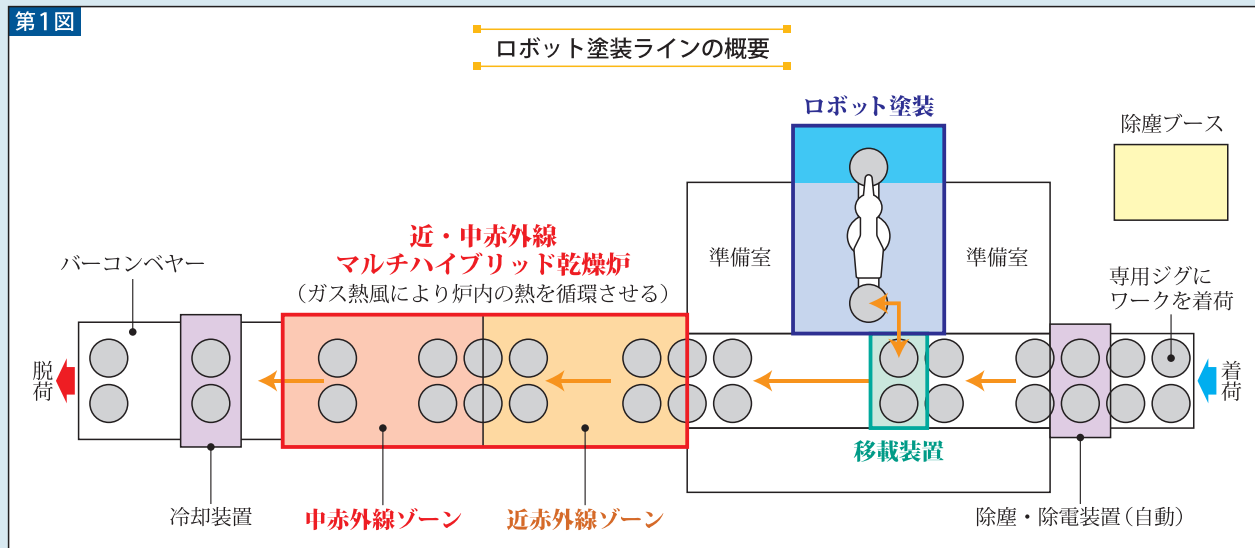 第1図
ロボット塗装ラインの概要
ロボット塗装
除塵ブース
準備室
準備室
近・中赤外線
マルチハイブリッド乾燥炉
(ガス熱風により炉内の熱を循環させる)
バーコンベヤー
専用ジグに
ワークを着荷
脱荷
着荷
移載装置
冷却装置
中赤外線ゾーン
近赤外線ゾーン
除塵・除電装置(自動)